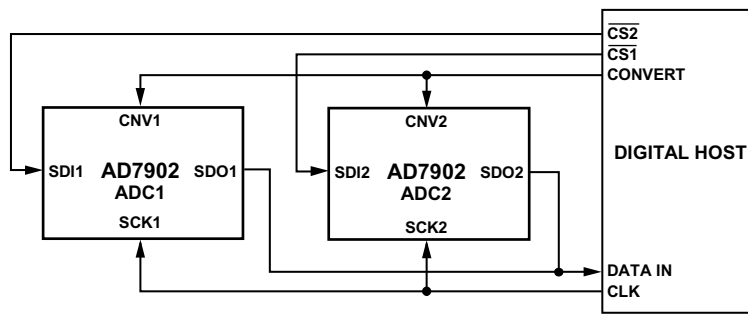 CS2
CS1
CONVERT
CNV1
CNV2
DIGITAL HOST
SDI1
AD7902
ADC1
SDO1
SCK1
SDI2
AD7902
ADC2
SDO2
SCK2
DATA IN
CLK